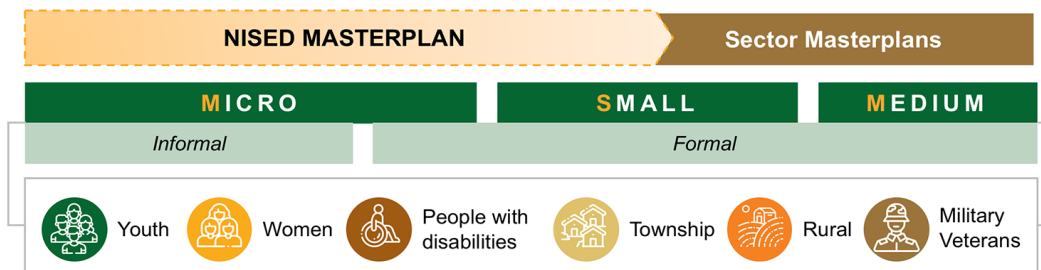 NISED MASTERPLAN
Sector Masterplans
MICRO
SMALL
MEDIUM
Informal
Formal
Youth
Women
People with
disabilities
Township
Rural
Military
Veterans